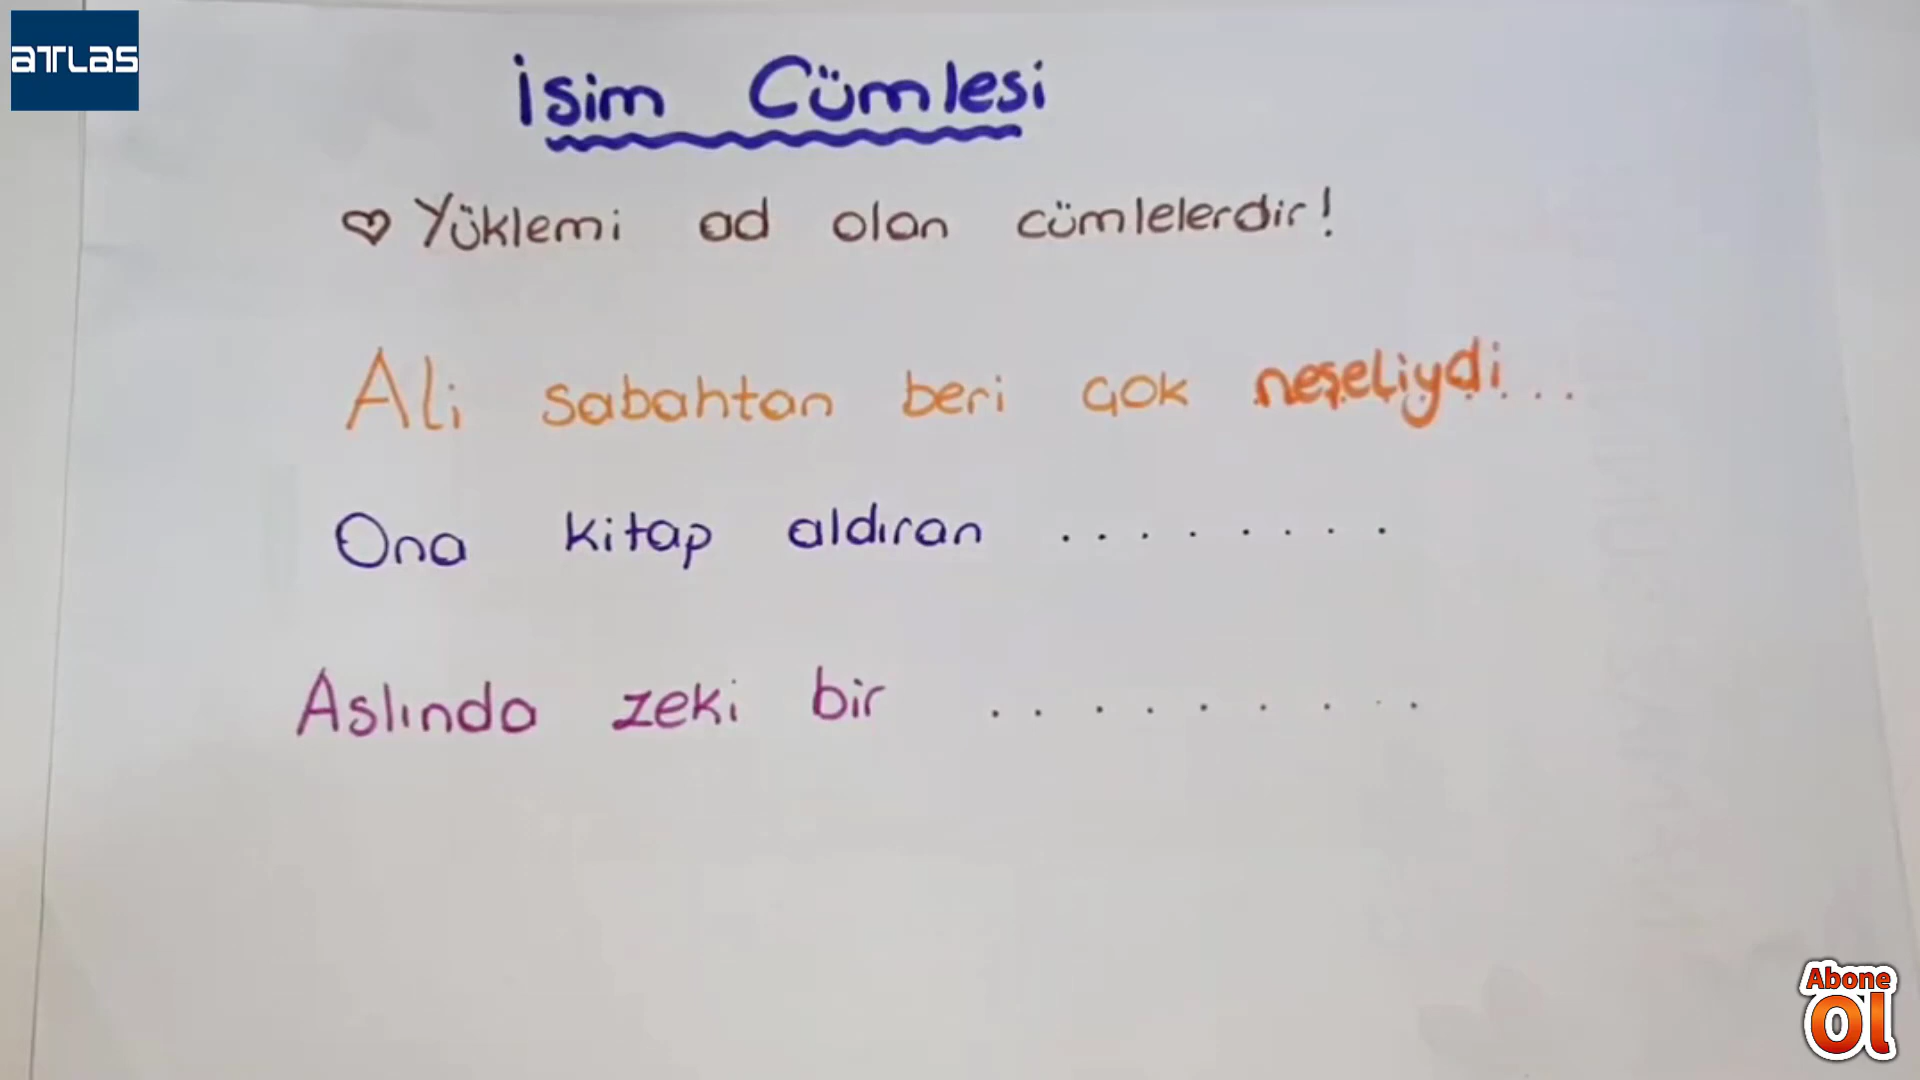 ATLAS
İsim Cümlesi
♡ Yüklemi ad olan cümlelerdir!
Ali sabahtan beri çok neşeliydi...
Ona kitap aldıran ........
Aslında zeki bir .........
Abone
Ol